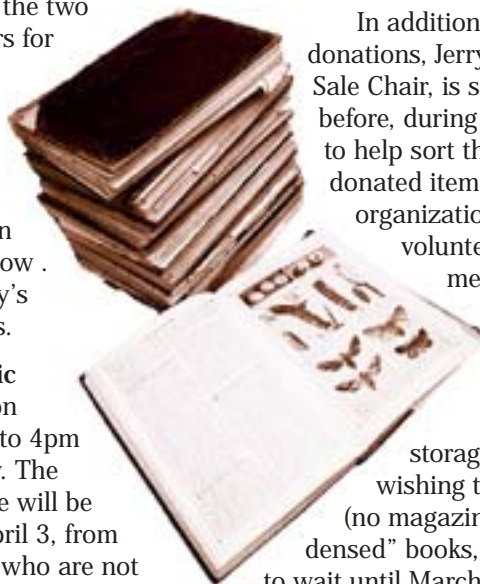 the two
rs for
n
ow .
y’s
s.
ic
on
to 4pm
y. The
e will be
pril 3, from
who are not
In addition
donations, Jerry
Sale Chair, is s
before, during
to help sort th
donated item
organizatio
volunte
me
storag
wishing t
(no magazin
densed” books,
to wait until March